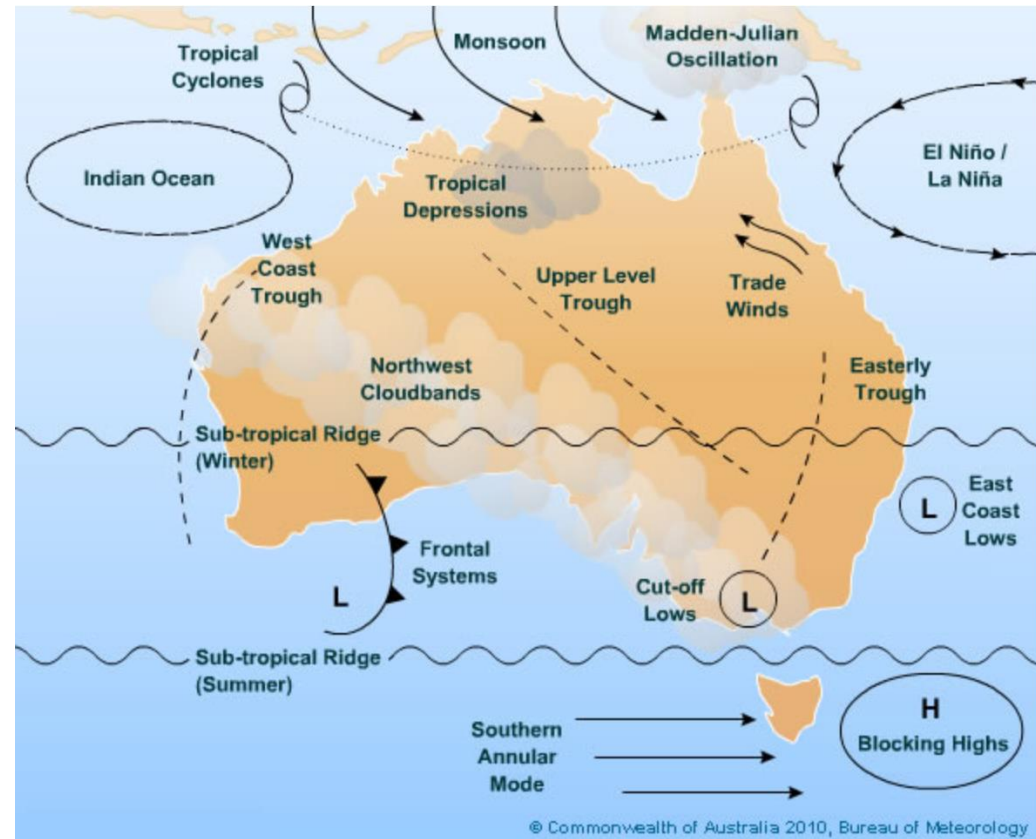 Monsoon
Madden-Julian
Oscillation
Tropical
Cyclones
Indian Ocean
El Niño /
La Niña
Tropical
Depressions
West
Coast
Trough
Upper Level
Trough
Trade
Winds
Northwest
Cloudbands
Easterly
Trough
Sub-tropical Ridge
(Winter)
L
East
Coast
Lows
Frontal
Systems
L
Cut-off
Lows
L
Sub-tropical Ridge
(Summer)
H
Blocking Highs
Southern
Annular
Mode
© Commonwealth of Australia 2010, Bureau of Meteorology